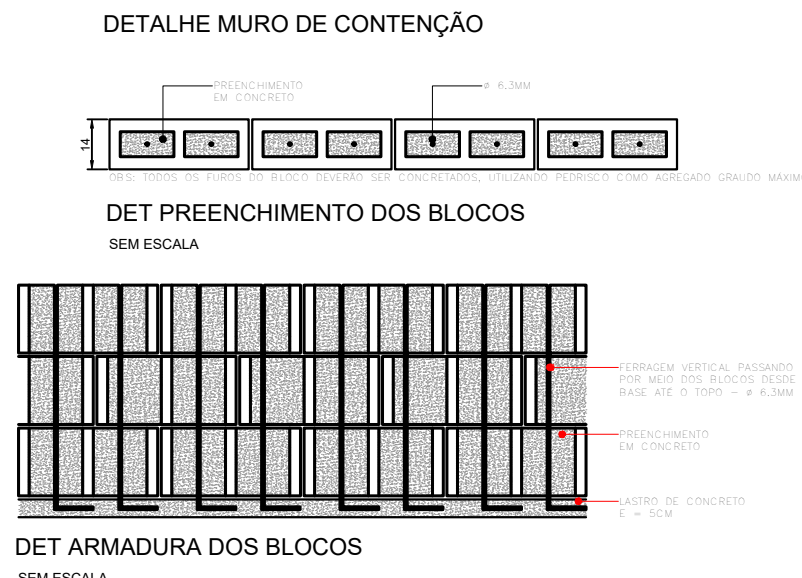 DETALHE MURO DE CONTENÇÃO
PREENCHIMENTO
EM CONCRETO
ø 6.3MM
14
OBS: TODOS OS FUROS DO BLOCO DEVERÃO SER CONCRETADOS, UTILIZANDO PEDRISCO COMO AGREGADO GRAUDO MÁXIMO
DET PREENCHIMENTO DOS BLOCOS
SEM ESCALA
FERRAGEM VERTICAL PASSANDO
POR MEIO DOS BLOCOS DESDE
BASE ATÉ O TOPO - ø 6.3MM
PREENCHIMENTO
EM CONCRETO
LASTRO DE CONCRETO
E = 5CM
DET ARMADURA DOS BLOCOS
SEM ESCALA